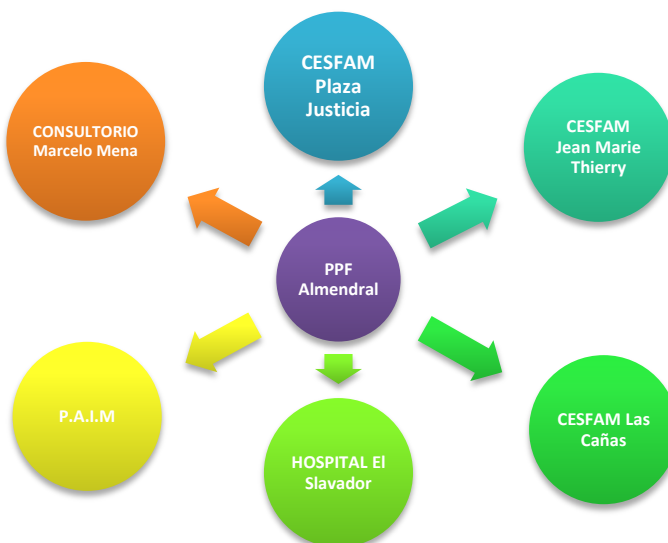 CESFAM
Plaza
Justicia
CONSULTORIO
Marcelo Mena
CESFAM
Jean Marie
Thierry
PPF
Almendral
P.A.I.M
HOSPITAL El
Slavador
CESFAM Las
Cañas